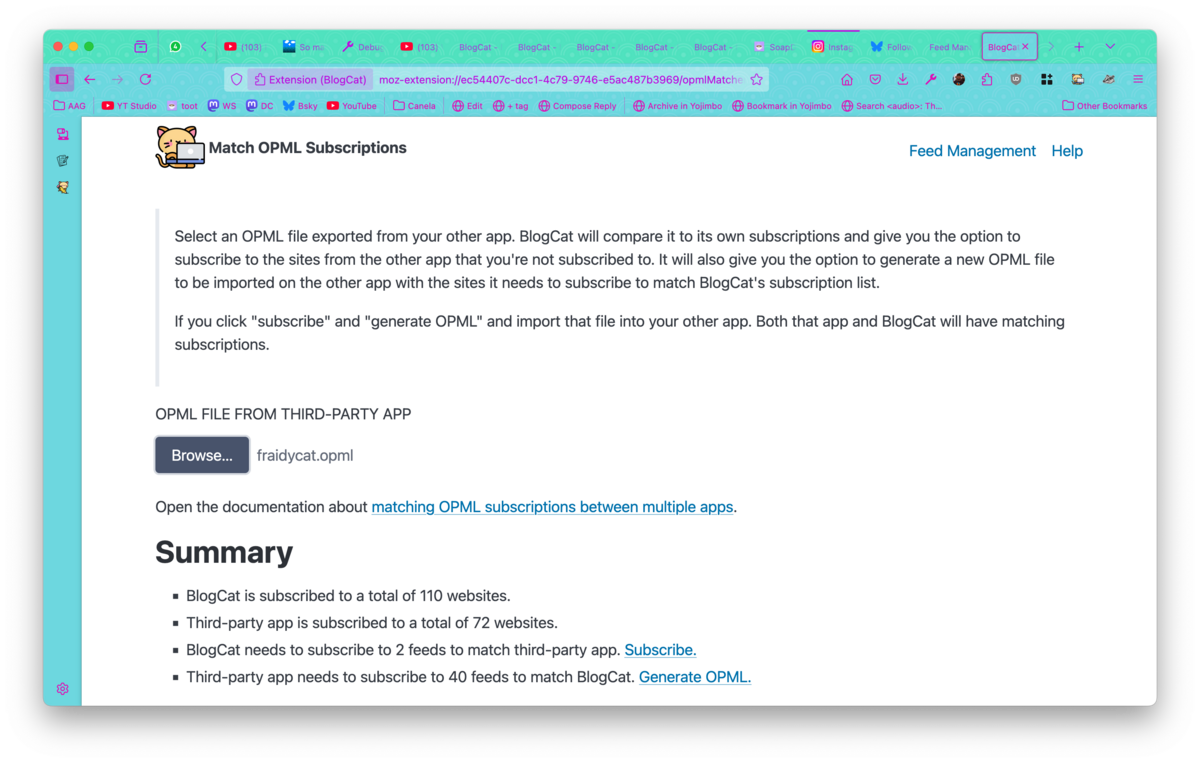 4
(103)
So ma
Debu
(103)
BlogCat -
BlogCat -
BlogCat -
BlogCat -
BlogCat -
Soap
Instag
Follow
Feed Man
BlogCat
Extension (BlogCat)
moz-extension://ec54407c-dcc1-4c79-9746-e5ac487b3969/opmlMatche
AAG
YT Studio
toot
WS
DC
Bsky
YouTube
Canela
Edit
+ tag
Compose Reply
Archive in Yojimbo
Bookmark in Yojimbo
Search <audio>: Th...
Other Bookmarks
Match OPML Subscriptions
Feed Management
Help
Select an OPML file exported from your other app. BlogCat will compare it to its own subscriptions and give you the option to
subscribe to the sites from the other app that you're not subscribed to. It will also give you the option to generate a new OPML file
to be imported on the other app with the sites it needs to subscribe to match BlogCat's subscription list.
If you click "subscribe" and "generate OPML" and import that file into your other app. Both that app and BlogCat will have matching
subscriptions.
OPML FILE FROM THIRD-PARTY APP
Browse...
fraidycat.opml
Open the documentation about matching OPML subscriptions between multiple apps.
Summary
BlogCat is subscribed to a total of 110 websites.
Third-party app is subscribed to a total of 72 websites.
BlogCat needs to subscribe to 2 feeds to match third-party app. Subscribe.
Third-party app needs to subscribe to 40 feeds to match BlogCat. Generate OPML.